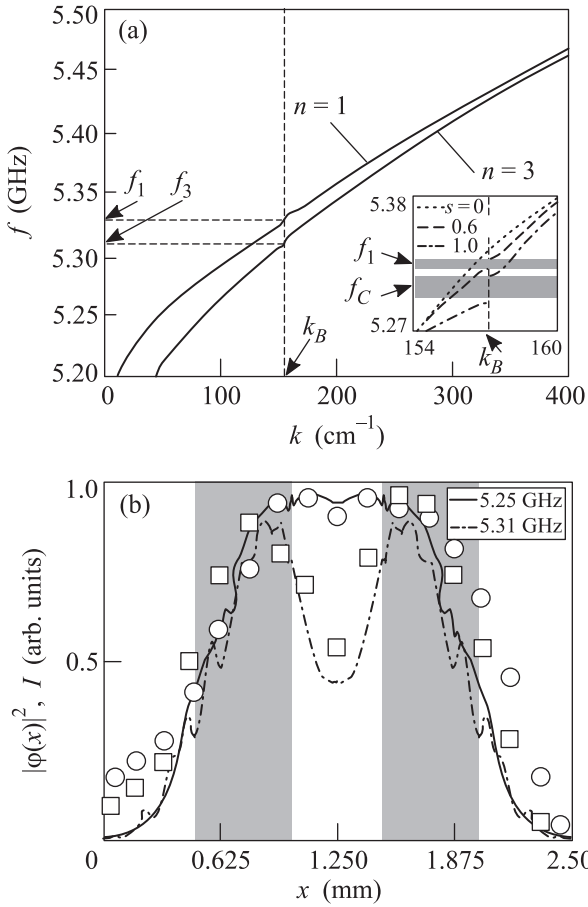 5.50
(a)
5.45
n = 1
5.40
n = 3
f₁ f₃
f (GHz)
5.35
5.38
s = 0
0.6
1.0
f₁
5.30
f_C
5.25
5.27
k_B
154
160
k_B
5.20
0 100 200 300 400
k (cm⁻¹)
1.0
(b)
5.25 GHz
5.31 GHz
|φ(x)|², I (arb. units)
0.5
0 0.625 1.250 1.875 2.50
x (mm)